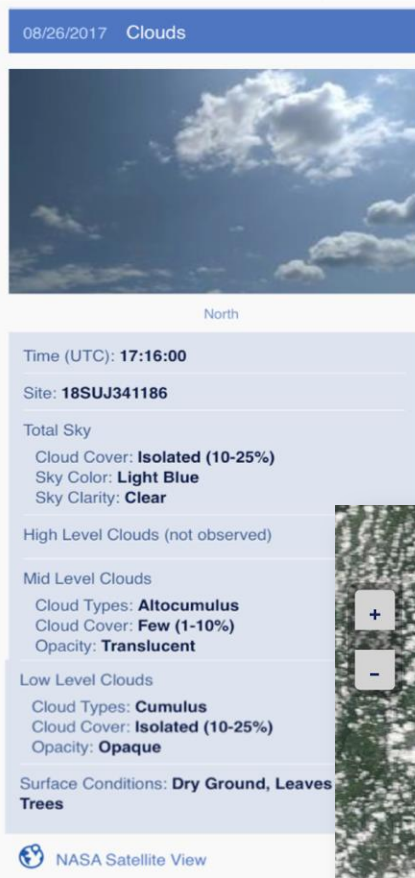 08/26/2017 Clouds
North
Time (UTC): 17:16:00
Site: 18SUJ341186
Total Sky
Cloud Cover: Isolated (10-25%)
Sky Color: Light Blue
Sky Clarity: Clear
High Level Clouds (not observed)
Mid Level Clouds
Cloud Types: Altocumulus
Cloud Cover: Few (1-10%)
Opacity: Translucent
+
-
Low Level Clouds
Cloud Types: Cumulus
Cloud Cover: Isolated (10-25%)
Opacity: Opaque
Surface Conditions: Dry Ground, Leaves
Trees
NASA Satellite View